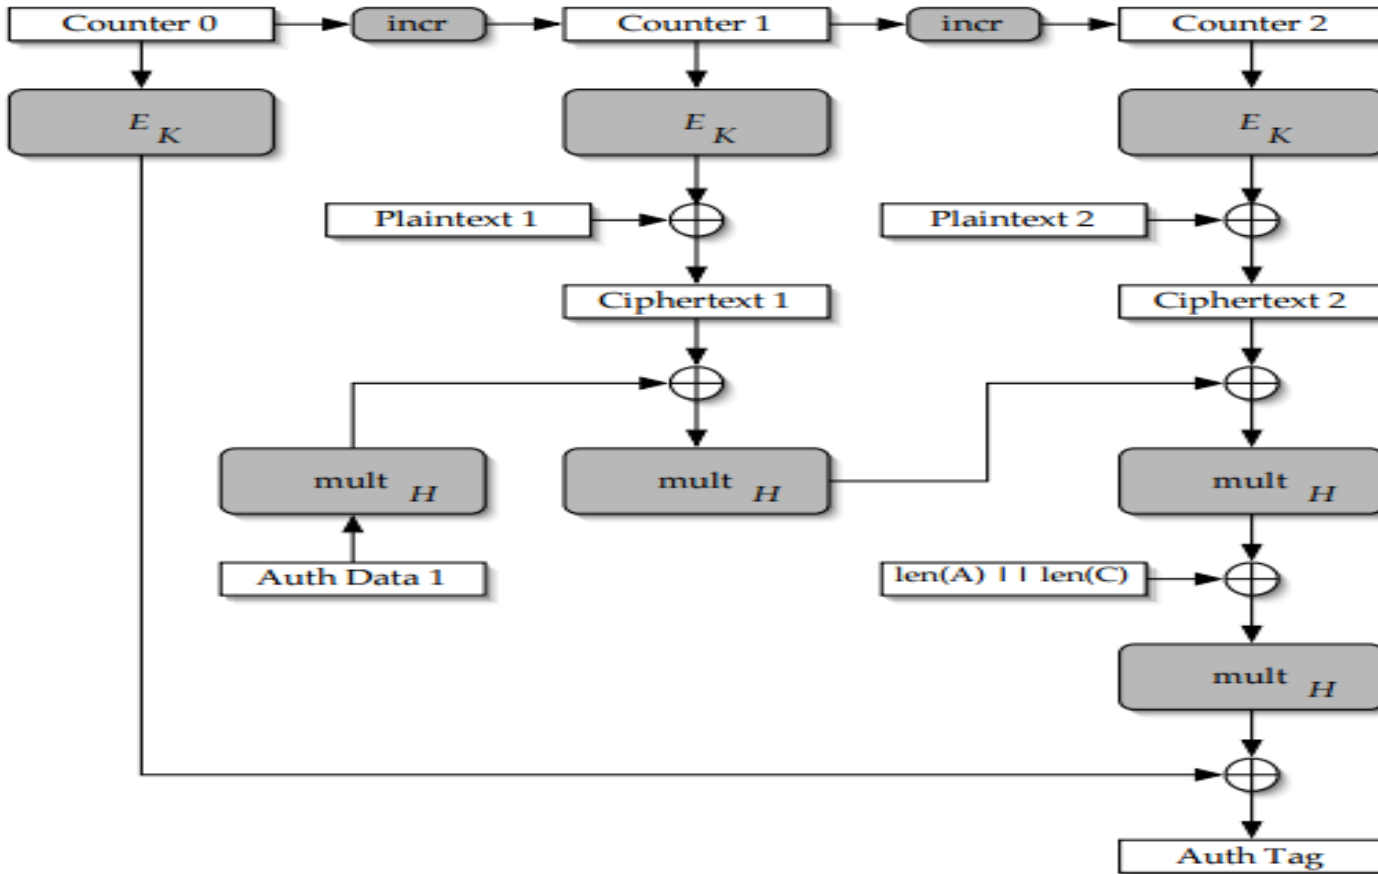 Counter 0 incr Counter 1 incr Counter 2
E K E K E K
Plaintext 1 Plaintext 2
Ciphertext 1 Ciphertext 2
mult H mult H mult H
Auth Data 1 len(A) || len(C)
mult H
Auth Tag